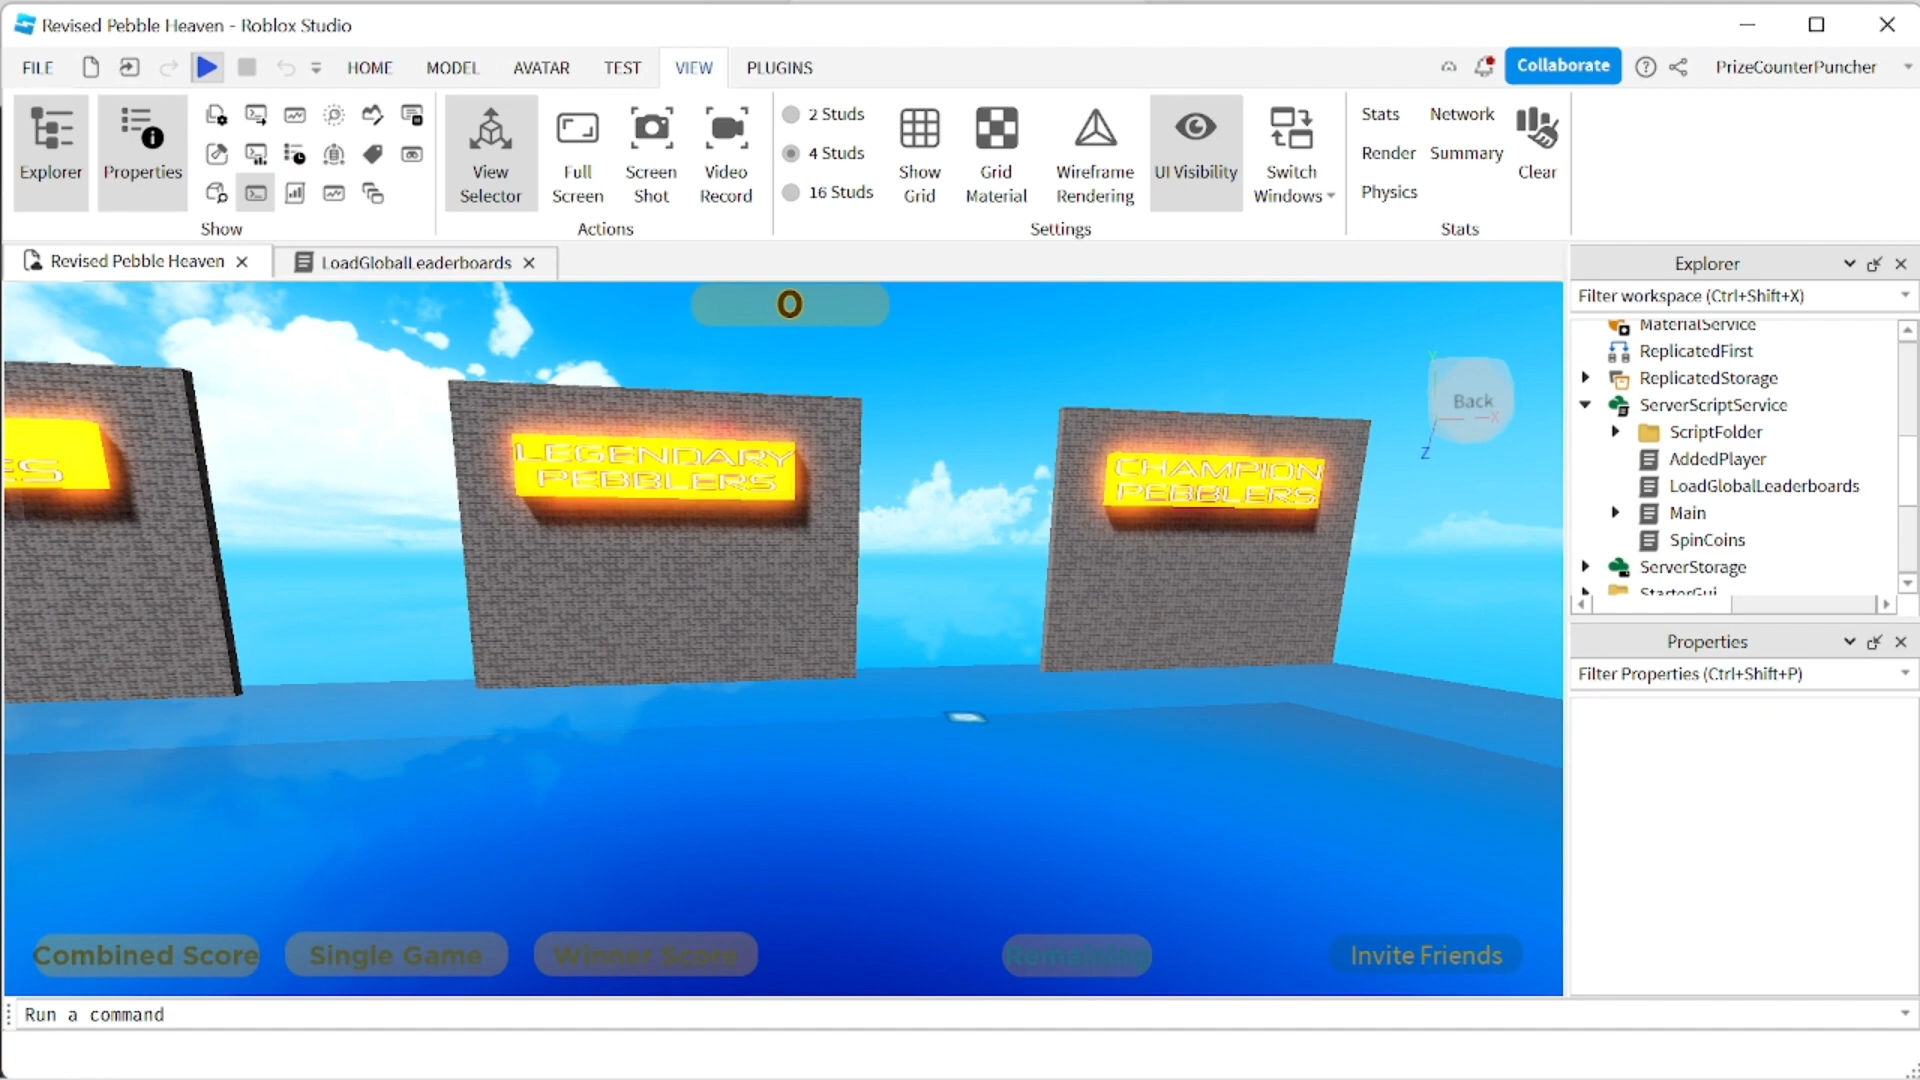 Revised Pebble Heaven - Roblox Studio
FILE HOME MODEL AVATAR TEST VIEW PLUGINS Collaborate PrizeCounterPuncher
Explorer
Properties
Show
View Selector
Full Screen
Screen Shot
Video Record
Actions
2 Studs
4 Studs
16 Studs
Show Grid
Grid Material
Wireframe Rendering
UI Visibility
Switch Windows
Settings
Stats Network
Render Summary
Physics
Clear
Stats
Revised Pebble Heaven
LoadGlobalLeaderboards
0
ES
LEGENDARY
PEBBLERS
CHAMPION
PEBBLERS
Y
Back
X
Z
Combined Score
Single Game
Winner Score
Remaining
Invite Friends
Explorer
Filter workspace (Ctrl+Shift+X)
MaterialService
ReplicatedFirst
ReplicatedStorage
ServerScriptService
ScriptFolder
AddedPlayer
LoadGlobalLeaderboards
Main
SpinCoins
ServerStorage
StarterGui
Properties
Filter Properties (Ctrl+Shift+P)
Run a command